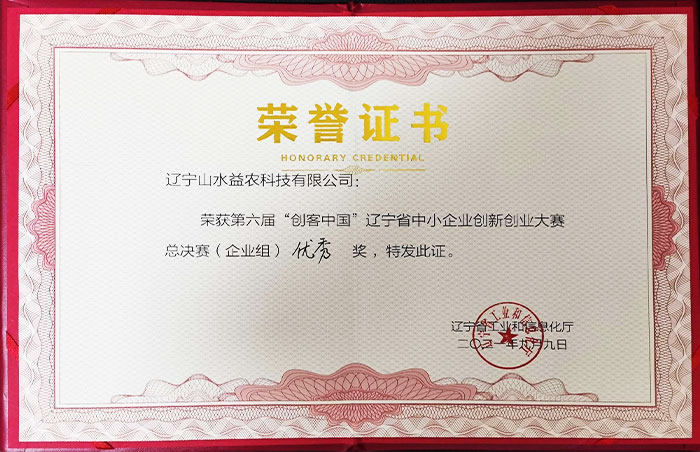 荣誉证书
HONORARY CREDENTIAL
辽宁山水益农科技有限公司：
荣获第六届“创客中国”辽宁省中小企业创新创业大赛
总决赛（企业组）优秀 奖，特发此证。
辽宁省工业和信息化厅
二〇二一年九月九日